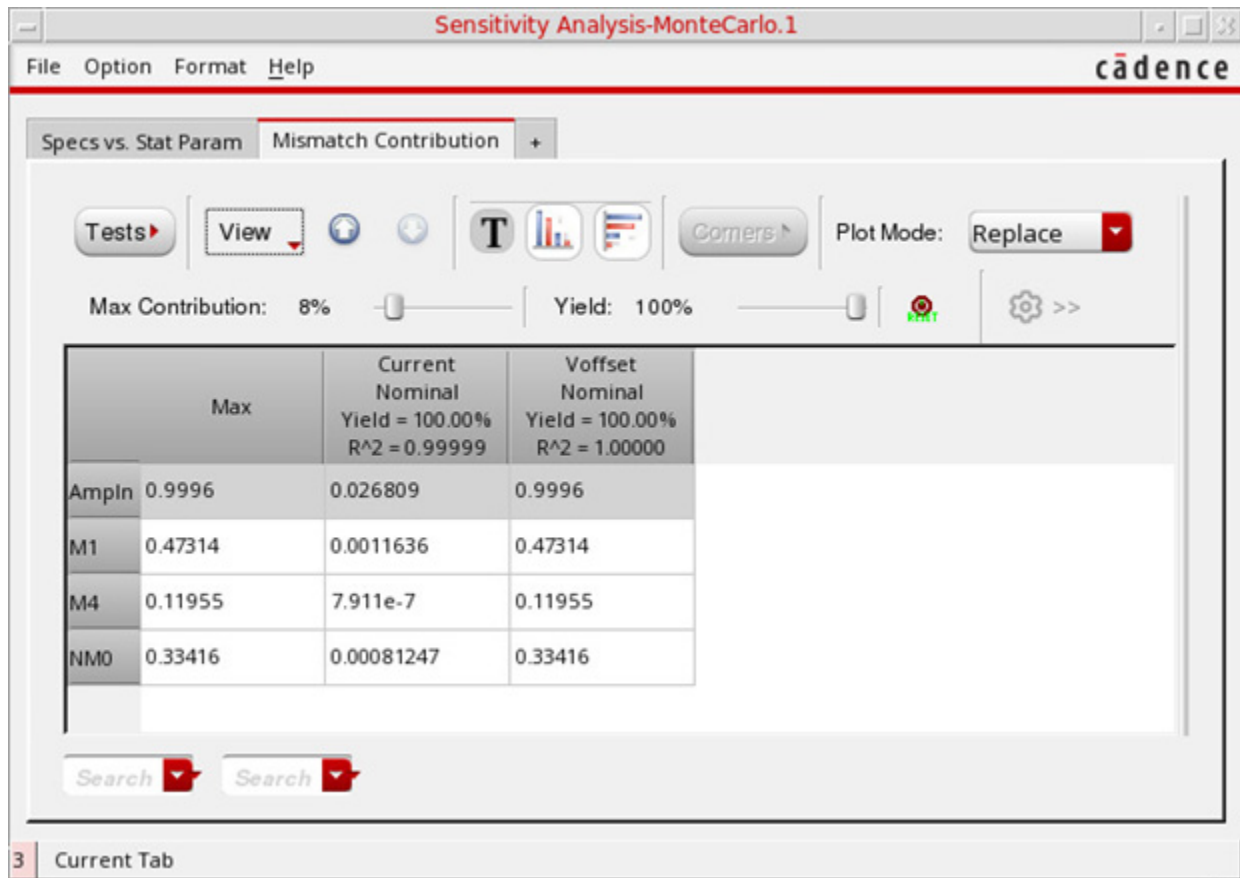 Sensitivity Analysis-MonteCarlo.1
File Option Format Help
cādence
Specs vs. Stat Param Mismatch Contribution +
Tests View T Corners Plot Mode: Replace
Max Contribution: 8% Yield: 100% RESET >>
Max
Current
Nominal
Yield = 100.00%
R^2 = 0.99999
Voffset
Nominal
Yield = 100.00%
R^2 = 1.00000
AmpIn 0.9996 0.026809 0.9996
M1 0.47314 0.0011636 0.47314
M4 0.11955 7.911e-7 0.11955
NM0 0.33416 0.00081247 0.33416
Search Search
3 Current Tab